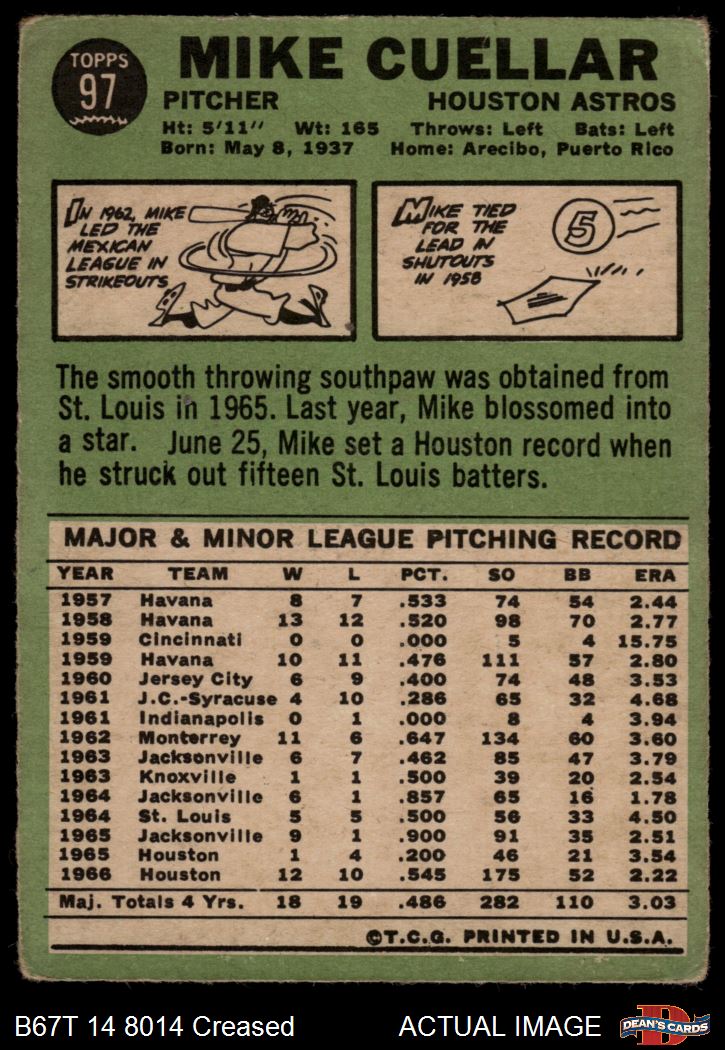 TOPPS
97
MIKE CUELLAR
PITCHER HOUSTON ASTROS
Ht: 5'11" Wt: 165 Throws: Left Bats: Left
Born: May 8, 1937 Home: Arecibo, Puerto Rico
IN 1962, MIKE
LED THE
MEXICAN
LEAGUE IN
STRIKEOUTS
MIKE TIED
FOR THE
LEAD IN
SHUTOUTS
IN 1958
5
The smooth throwing southpaw was obtained from
St. Louis in 1965. Last year, Mike blossomed into
a star. June 25, Mike set a Houston record when
he struck out fifteen St. Louis batters.
MAJOR & MINOR LEAGUE PITCHING RECORD
YEAR TEAM W L PCT. SO BB ERA
1957 Havana 8 7 .533 74 54 2.44
1958 Havana 13 12 .520 98 70 2.77
1959 Cincinnati 0 0 .000 5 4 15.75
1959 Havana 10 11 .476 111 57 2.80
1960 Jersey City 6 9 .400 74 48 3.53
1961 J.C.-Syracuse 4 10 .286 65 32 4.68
1961 Indianapolis 0 1 .000 8 4 3.94
1962 Monterrey 11 6 .647 134 60 3.60
1963 Jacksonville 6 7 .462 85 47 3.79
1963 Knoxville 1 1 .500 39 20 2.54
1964 Jacksonville 6 1 .857 65 16 1.78
1964 St. Louis 5 5 .500 56 33 4.50
1965 Jacksonville 9 1 .900 91 35 2.51
1965 Houston 1 4 .200 46 21 3.54
1966 Houston 12 10 .545 175 52 2.22
Maj. Totals 4 Yrs. 18 19 .486 282 110 3.03
©T.C.G. PRINTED IN U.S.A.
B67T 14 8014 Creased ACTUAL IMAGE
D
DEAN'S CARDS